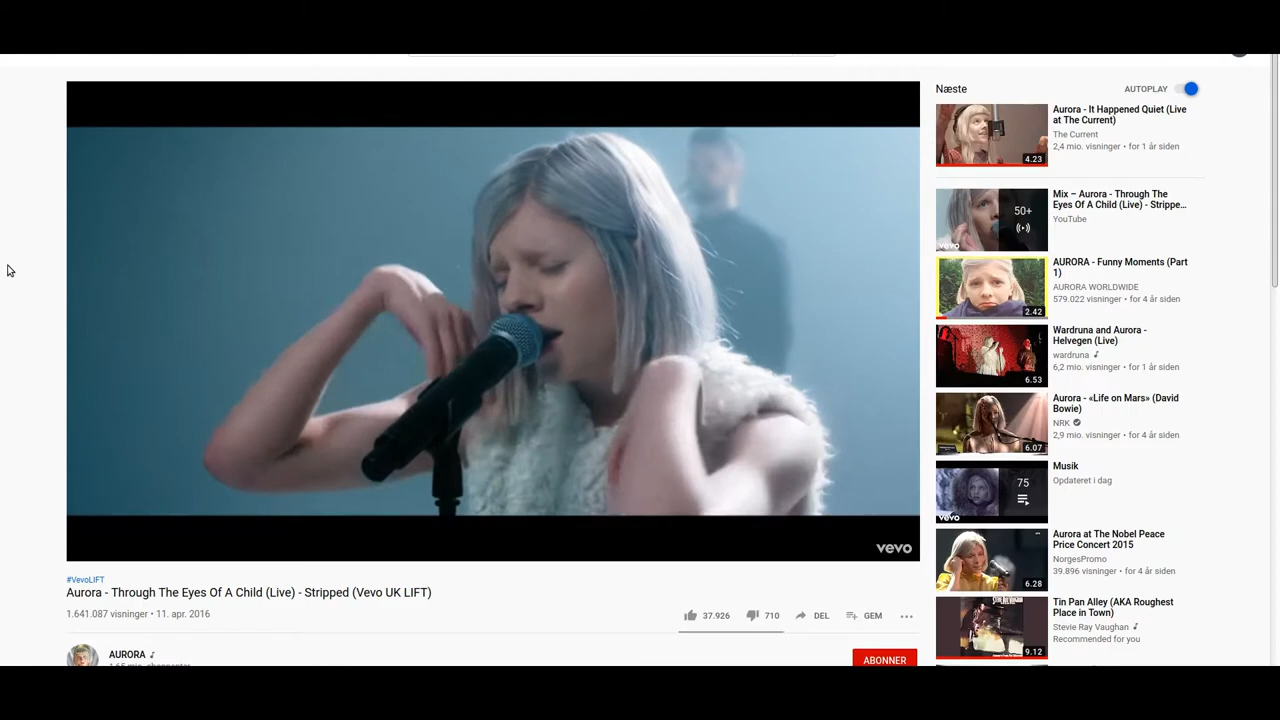 vevo
#VevoLIFT
Aurora - Through The Eyes Of A Child (Live) - Stripped (Vevo UK LIFT)
1.641.087 visninger • 11. apr. 2016
37.926 710 DEL GEM
AURORA
ABONNER
Næste AUTOPLAY
Aurora - It Happened Quiet (Live
at The Current)
The Current
2,4 mio. visninger • for 1 år siden
4.23
Mix – Aurora - Through The
Eyes Of A Child (Live) - Strippe...
YouTube
50+
vevo
AURORA - Funny Moments (Part
1)
AURORA WORLDWIDE
579.022 visninger • for 4 år siden
2.42
Wardruna and Aurora -
Helvegen (Live)
wardruna
6,2 mio. visninger • for 1 år siden
6.53
Aurora - «Life on Mars» (David
Bowie)
NRK
2,9 mio. visninger • for 4 år siden
6.07
Musik
Opdateret i dag
75
vevo
Aurora at The Nobel Peace
Price Concert 2015
NorgesPromo
39.896 visninger • for 4 år siden
6.28
Tin Pan Alley (AKA Roughest
Place in Town)
Stevie Ray Vaughan
Recommended for you
9.12